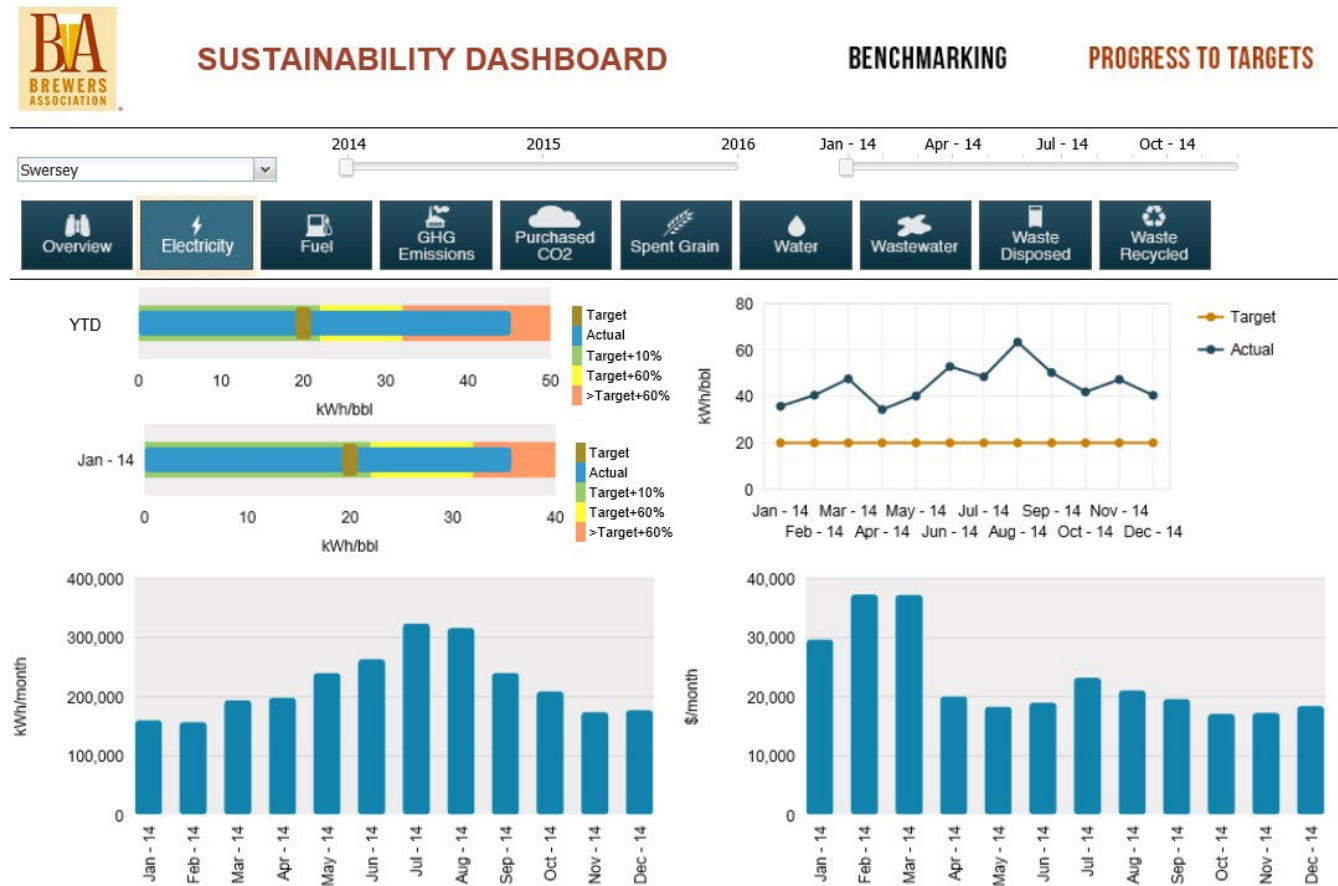 BA
BREWERS
ASSOCIATION
SUSTAINABILITY DASHBOARD
BENCHMARKING
PROGRESS TO TARGETS
Swersey
2014 2015 2016
Jan - 14 Apr - 14 Jul - 14 Oct - 14
Overview
Electricity
Fuel
GHG
Emissions
Purchased
CO2
Spent Grain
Water
Wastewater
Waste
Disposed
Waste
Recycled
YTD
0 10 20 30 40 50
kWh/bbl
Target
Actual
Target+10%
Target+60%
>Target+60%
Jan - 14
0 10 20 30 40
kWh/bbl
Target
Actual
Target+10%
Target+60%
>Target+60%
kWh/bbl
80
60
40
20
0
Jan - 14 Mar - 14 May - 14 Jul - 14 Sep - 14 Nov - 14
Feb - 14 Apr - 14 Jun - 14 Aug - 14 Oct - 14 Dec - 14
Target
Actual
kWh/month
400,000
300,000
200,000
100,000
0
Jan - 14
Feb - 14
Mar - 14
Apr - 14
May - 14
Jun - 14
Jul - 14
Aug - 14
Sep - 14
Oct - 14
Nov - 14
Dec - 14
$/month
40,000
30,000
20,000
10,000
0
Jan - 14
Feb - 14
Mar - 14
Apr - 14
May - 14
Jun - 14
Jul - 14
Aug - 14
Sep - 14
Oct - 14
Nov - 14
Dec - 14